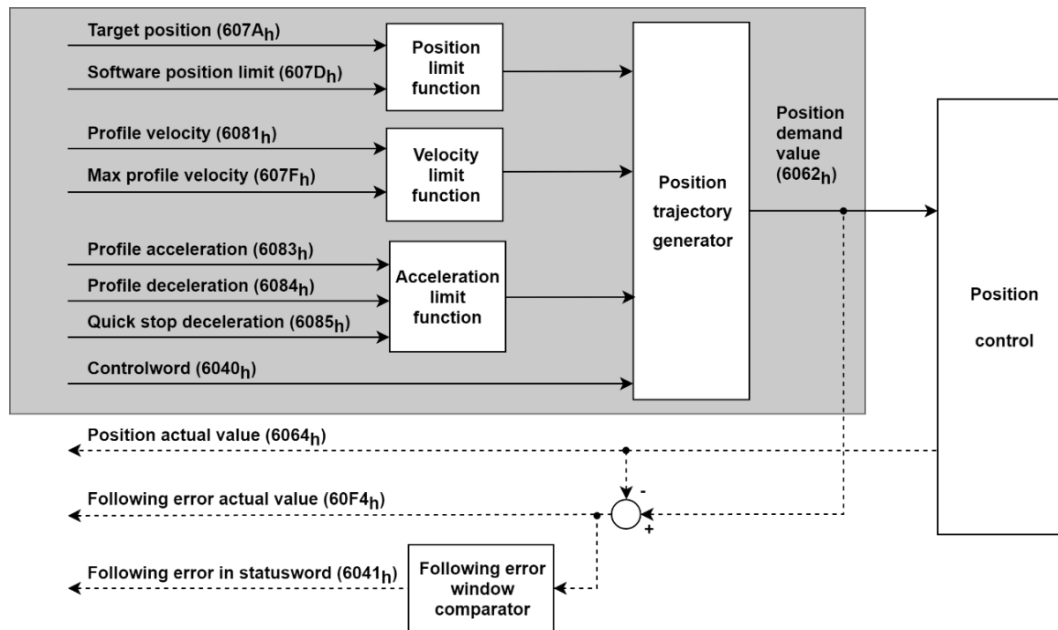 Target position (607Ah)
Software position limit (607Dh)
Position
limit
function
Profile velocity (6081h)
Max profile velocity (607Fh)
Velocity
limit
function
Profile acceleration (6083h)
Profile deceleration (6084h)
Quick stop deceleration (6085h)
Acceleration
limit
function
Controlword (6040h)
Position
trajectory
generator
Position
demand
value
(6062h)
Position
control
Position actual value (6064h)
-
Following error actual value (60F4h)
+
Following error in statusword (6041h)
Following error
window
comparator